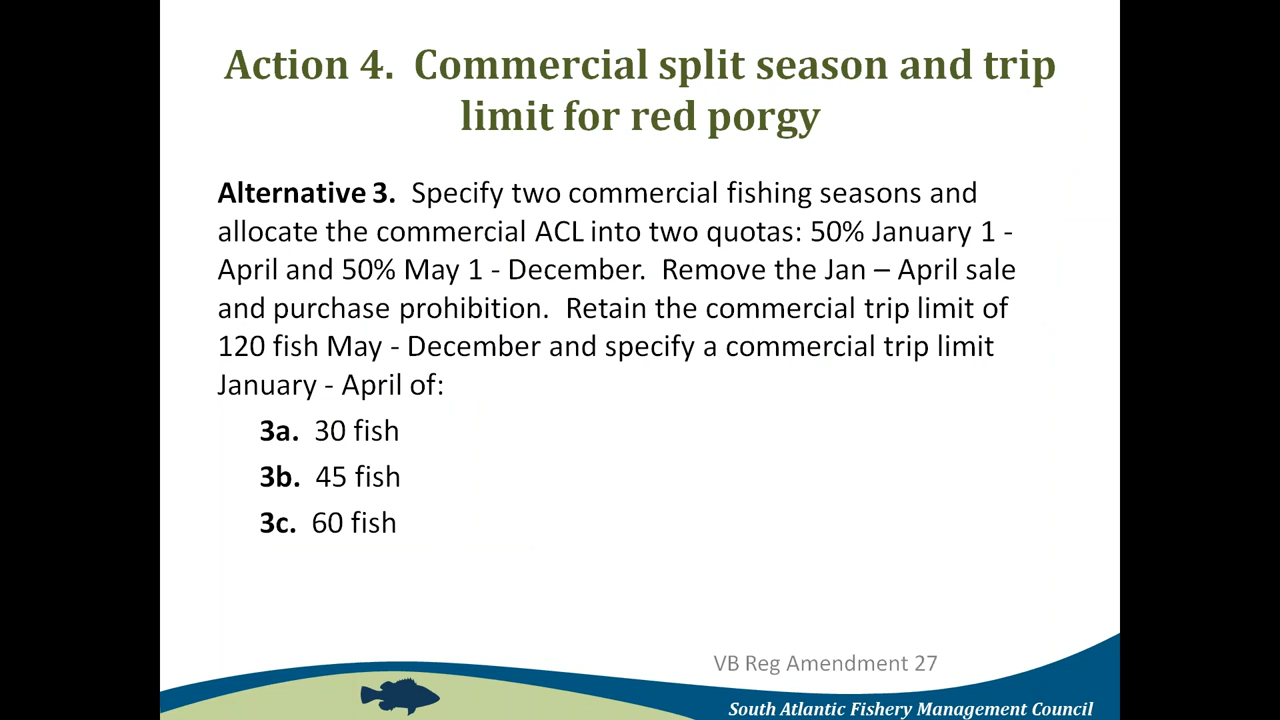 Action 4.  Commercial split season and trip
limit for red porgy
Alternative 3.  Specify two commercial fishing seasons and
allocate the commercial ACL into two quotas: 50% January 1 -
April and 50% May 1 - December.  Remove the Jan – April sale
and purchase prohibition.  Retain the commercial trip limit of
120 fish May - December and specify a commercial trip limit
January - April of:
3a.  30 fish
3b.  45 fish
3c.  60 fish
VB Reg Amendment 27
South Atlantic Fishery Management Council